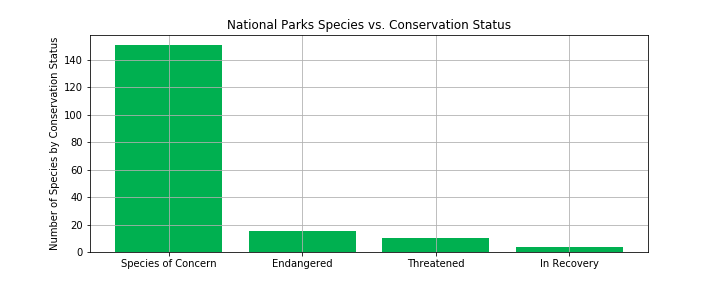 National Parks Species vs. Conservation Status
Number of Species by Conservation Status
140
120
100
80
60
40
20
0
Species of Concern
Endangered
Threatened
In Recovery